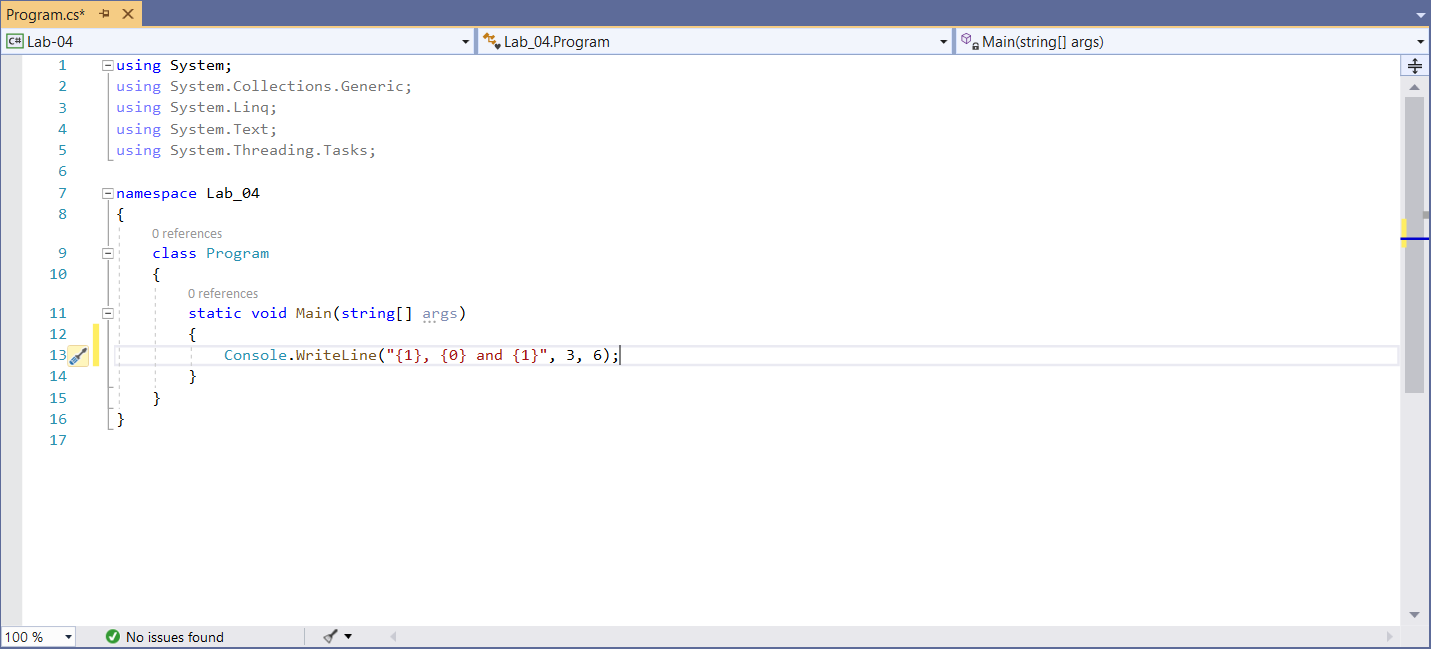 Program.cs*
C# Lab-04 Lab_04.Program Main(string[] args)
1 using System;
2 using System.Collections.Generic;
3 using System.Linq;
4 using System.Text;
5 using System.Threading.Tasks;
6
7 namespace Lab_04
8 {
0 references
9 class Program
10 {
0 references
11 static void Main(string[] args)
12 {
13 Console.WriteLine("{1}, {0} and {1}", 3, 6);
14 }
15 }
16 }
17
100 % No issues found